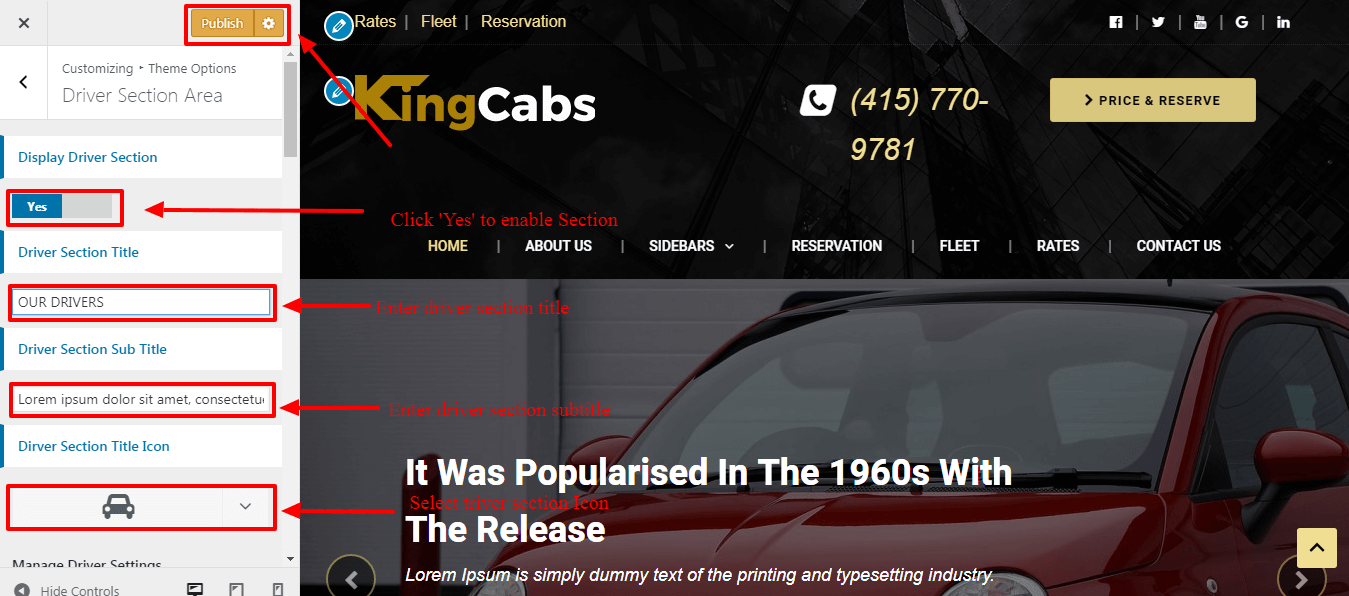 Publish
Customizing ‣ Theme Options
Driver Section Area
Display Driver Section
Yes
Driver Section Title
OUR DRIVERS
Driver Section Sub Title
Lorem ipsum dolor sit amet, consectetu
Dirver Section Title Icon
Manage Driver Settings
Hide Controls
Rates | Fleet | Reservation
KingCabs
(415) 770-
9781
PRICE & RESERVE
Click 'Yes' to enable Section
HOME | ABOUT US | SIDEBARS | RESERVATION | FLEET | RATES | CONTACT US
Enter driver section title
Enter driver section subtitle
It Was Popularised In The 1960s With
Select triver section Icon
The Release
Lorem Ipsum is simply dummy text of the printing and typesetting industry.